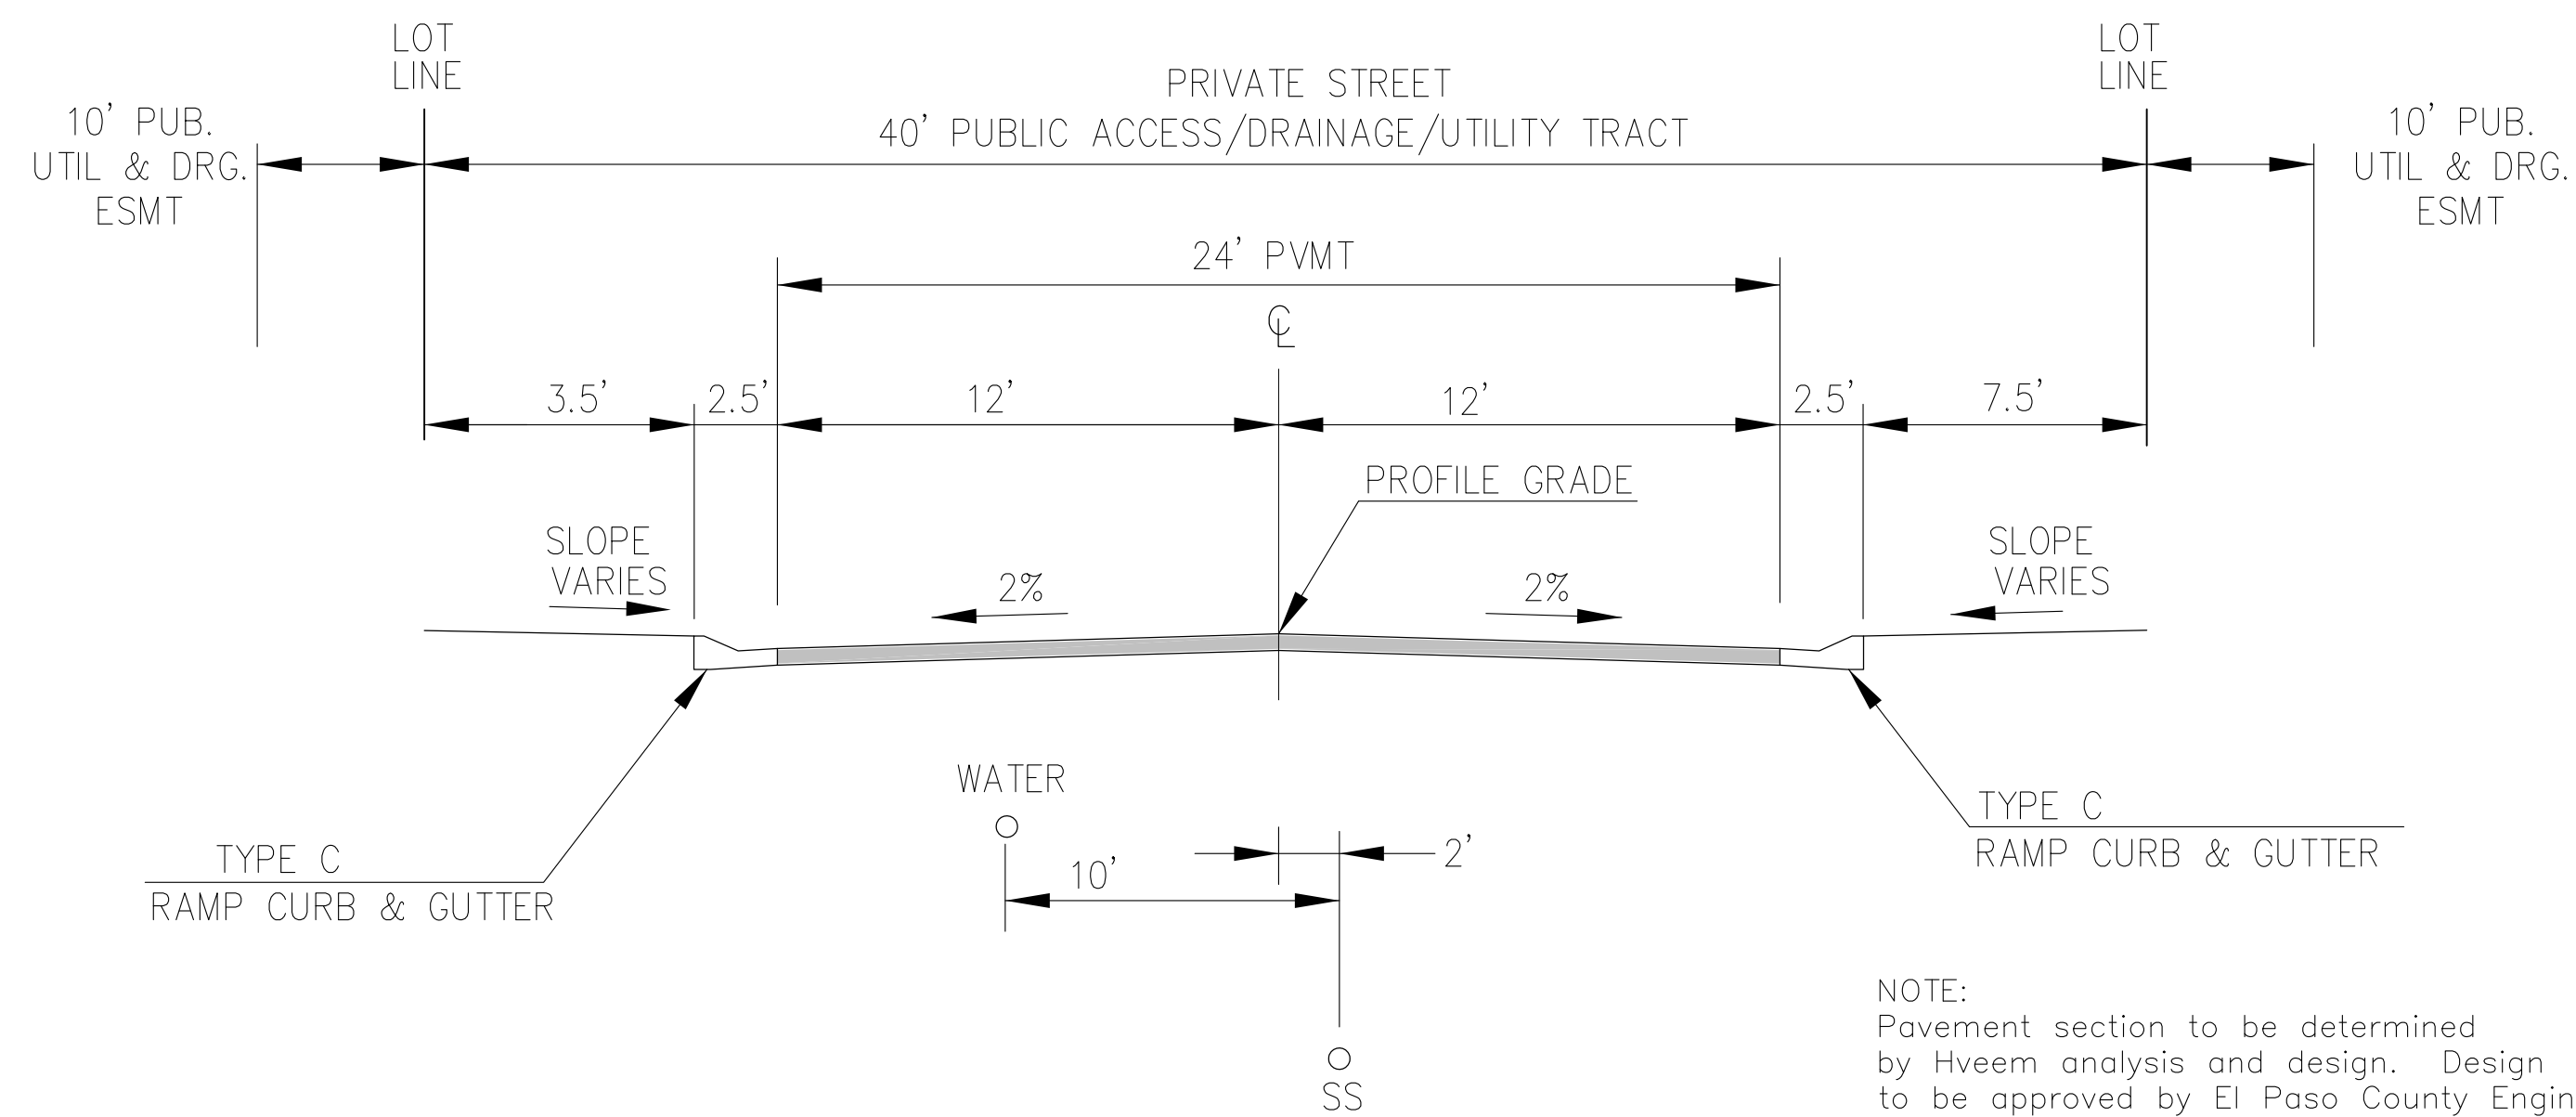 LOT
LINE
LOT
LINE
PRIVATE STREET
40' PUBLIC ACCESS/DRAINAGE/UTILITY TRACT
10' PUB.
UTIL & DRG.
ESMT
10' PUB.
UTIL & DRG.
ESMT
24' PVMT
℄
3.5'
2.5'
12'
12'
2.5'
7.5'
PROFILE GRADE
SLOPE
VARIES
2%
2%
SLOPE
VARIES
WATER
TYPE C
RAMP CURB & GUTTER
10'
2'
TYPE C
RAMP CURB & GUTTER
SS
NOTE:
Pavement section to be determined
by Hveem analysis and design. Design
to be approved by El Paso County Engin